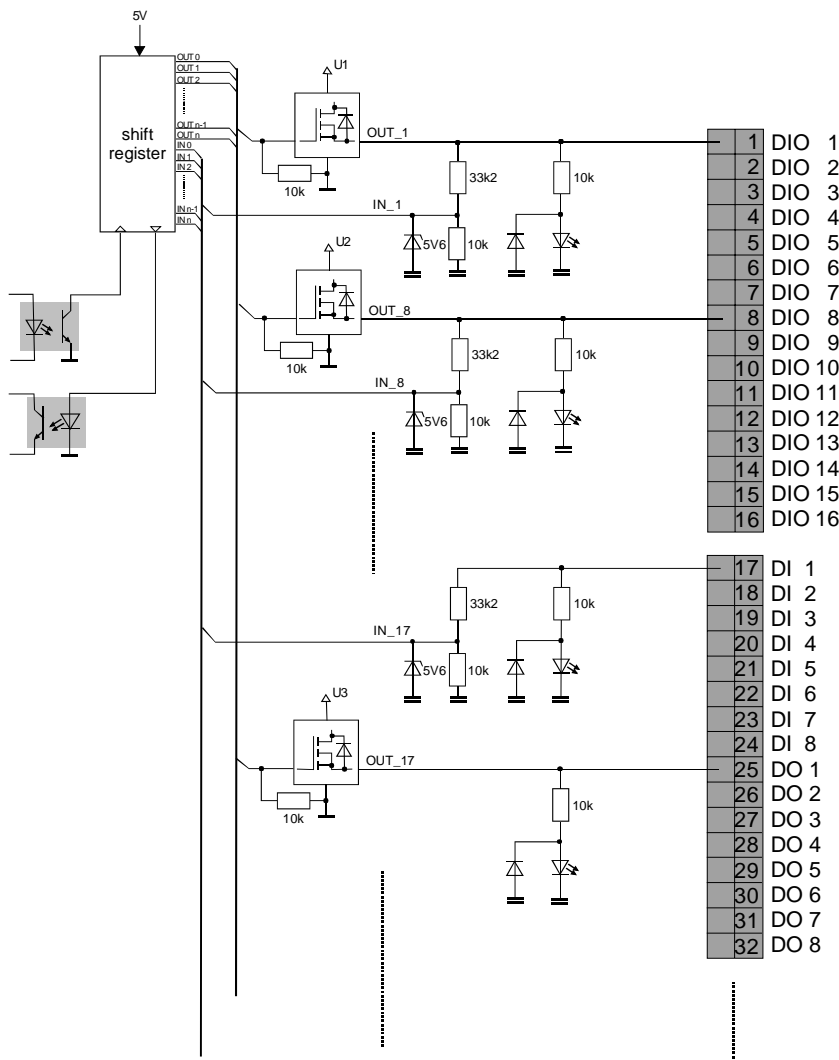 5V
shift
register
OUT 0
OUT 1
OUT 2
OUT n-1
OUT n
IN 0
IN 1
IN 2
IN n-1
IN n
U1
OUT_1
10k
33k2
10k
IN_1
5V6
10k
U2
OUT_8
10k
33k2
10k
IN_8
5V6
10k
33k2
10k
IN_17
5V6
10k
U3
OUT_17
10k
10k
1 DIO 1
2 DIO 2
3 DIO 3
4 DIO 4
5 DIO 5
6 DIO 6
7 DIO 7
8 DIO 8
9 DIO 9
10 DIO 10
11 DIO 11
12 DIO 12
13 DIO 13
14 DIO 14
15 DIO 15
16 DIO 16
17 DI 1
18 DI 2
19 DI 3
20 DI 4
21 DI 5
22 DI 6
23 DI 7
24 DI 8
25 DO 1
26 DO 2
27 DO 3
28 DO 4
29 DO 5
30 DO 6
31 DO 7
32 DO 8